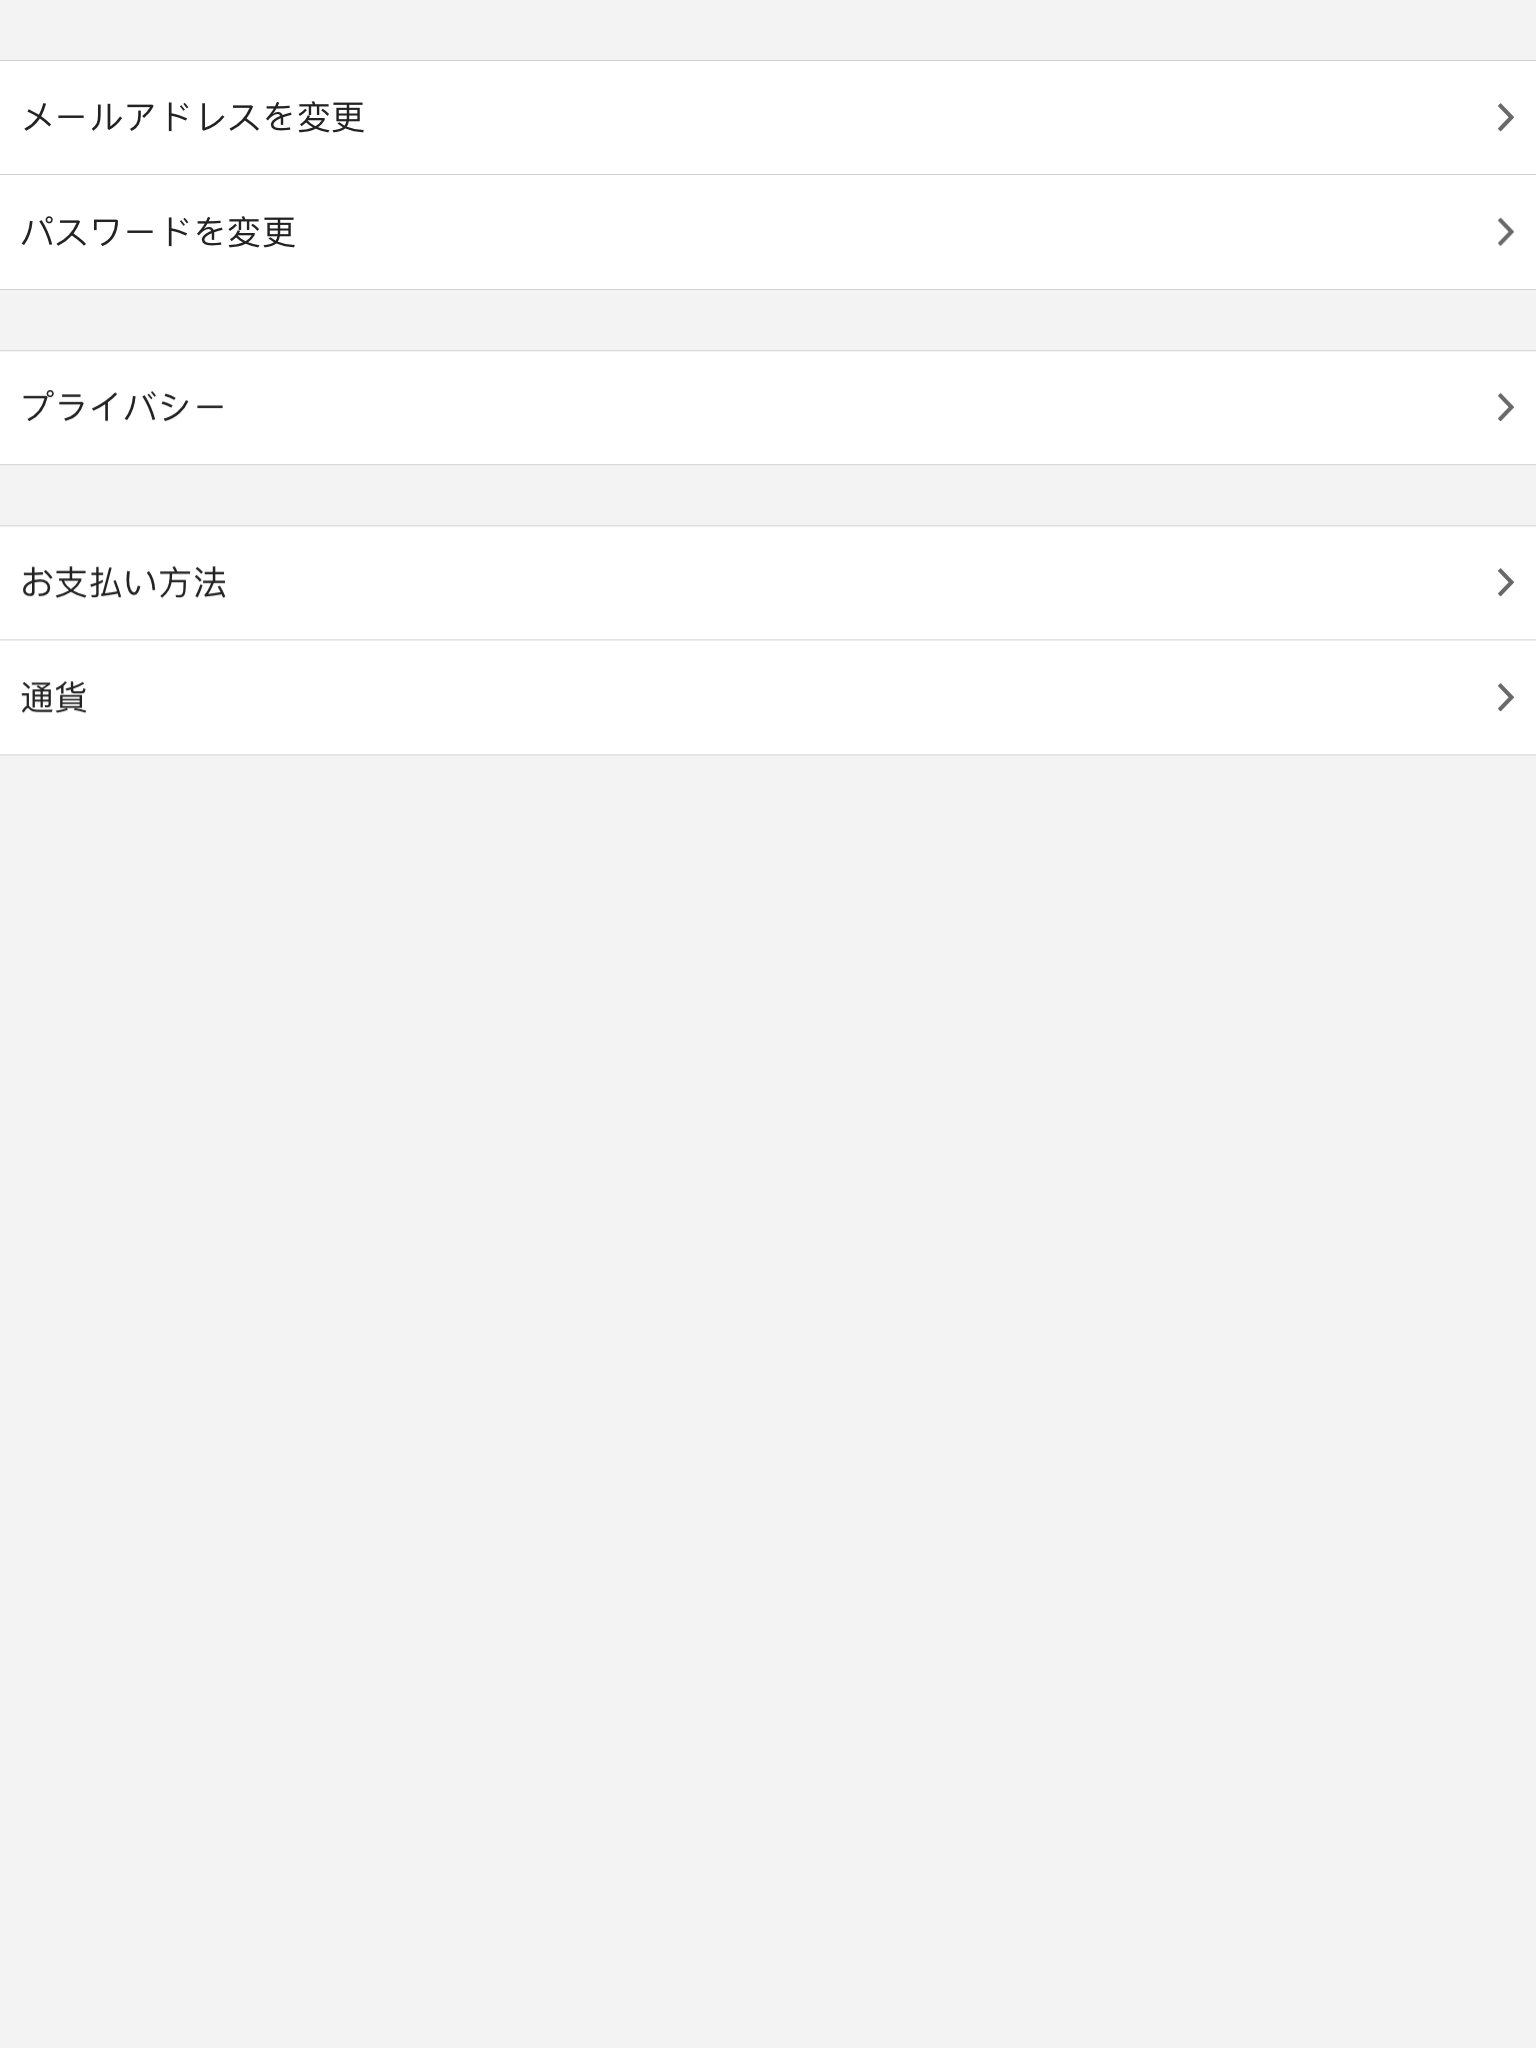 メールアドレスを変更
パスワードを変更
プライバシー
お支払い方法
通貨